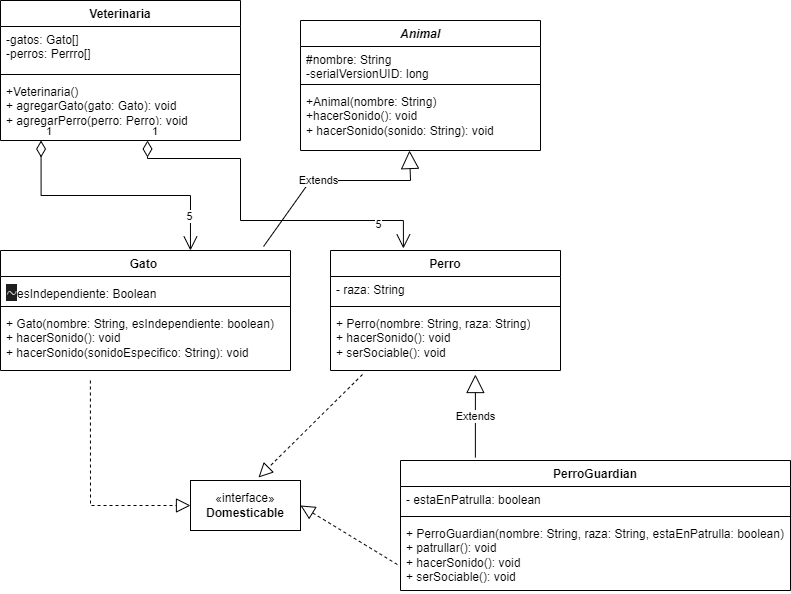 Veterinaria
-gatos: Gato[]
-perros: Perrro[]
+Veterinaria()
+ agregarGato(gato: Gato): void
+ agregarPerro(perro: Perro): void
1
1
Animal
#nombre: String
-serialVersionUID: long
+Animal(nombre: String)
+hacerSonido(): void
+ hacerSonido(sonido: String): void
Extends
5
5
Gato
~esIndependiente: Boolean
+ Gato(nombre: String, esIndependiente: boolean)
+ hacerSonido(): void
+ hacerSonido(sonidoEspecifico: String): void
Perro
- raza: String
+ Perro(nombre: String, raza: String)
+ hacerSonido(): void
+ serSociable(): void
Extends
«interface»
Domesticable
PerroGuardian
- estaEnPatrulla: boolean
+ PerroGuardian(nombre: String, raza: String, estaEnPatrulla: boolean)
+ patrullar(): void
+ hacerSonido(): void
+ serSociable(): void